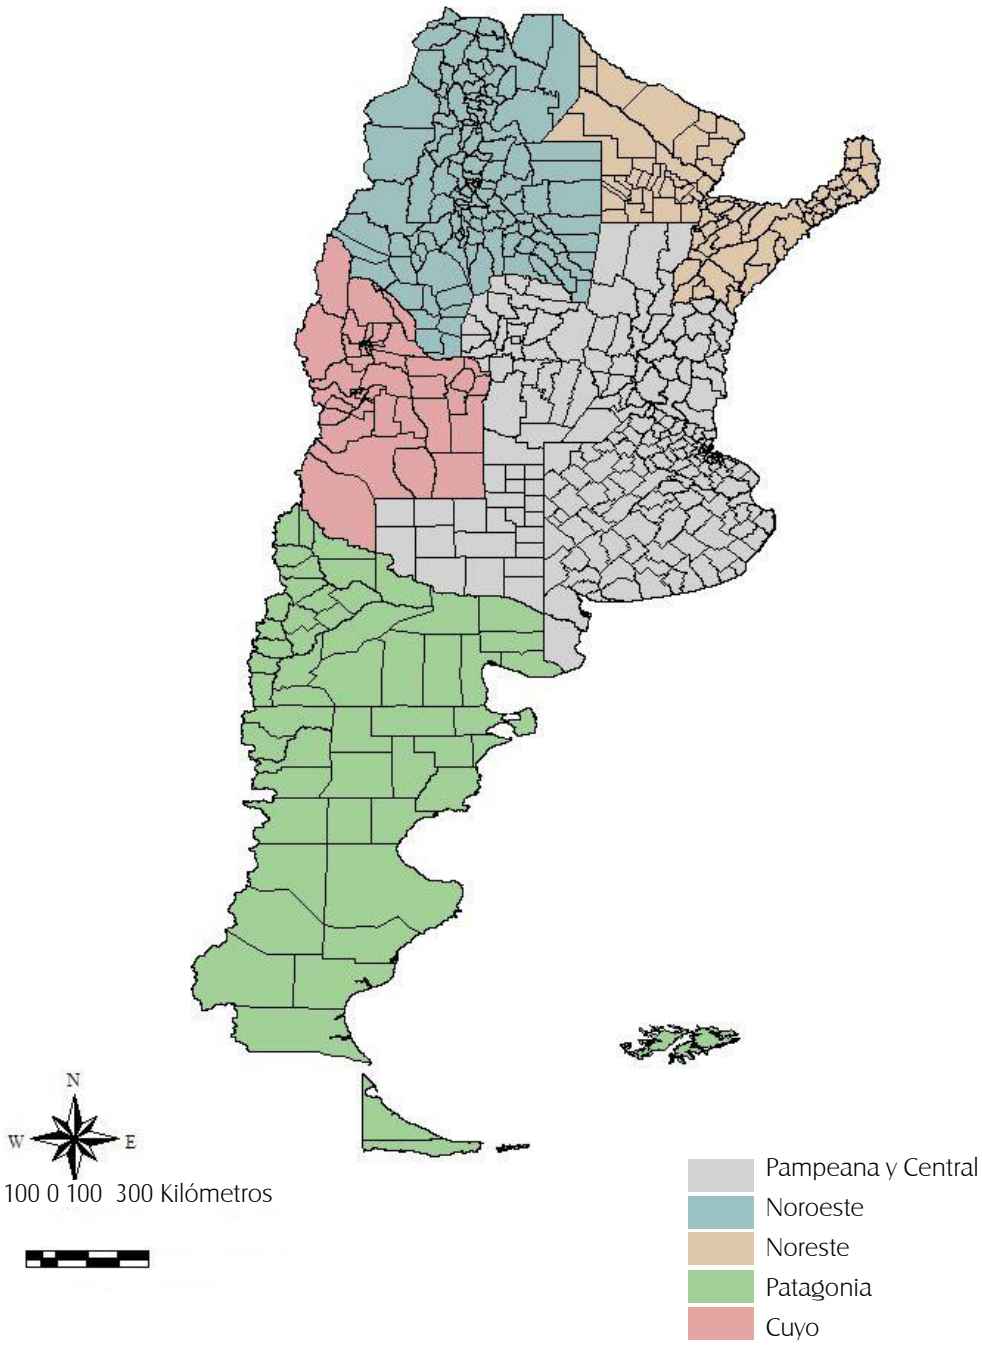 N
W E
100 0 100 300 Kilómetros
Pampeana y Central
Noroeste
Noreste
Patagonia
Cuyo